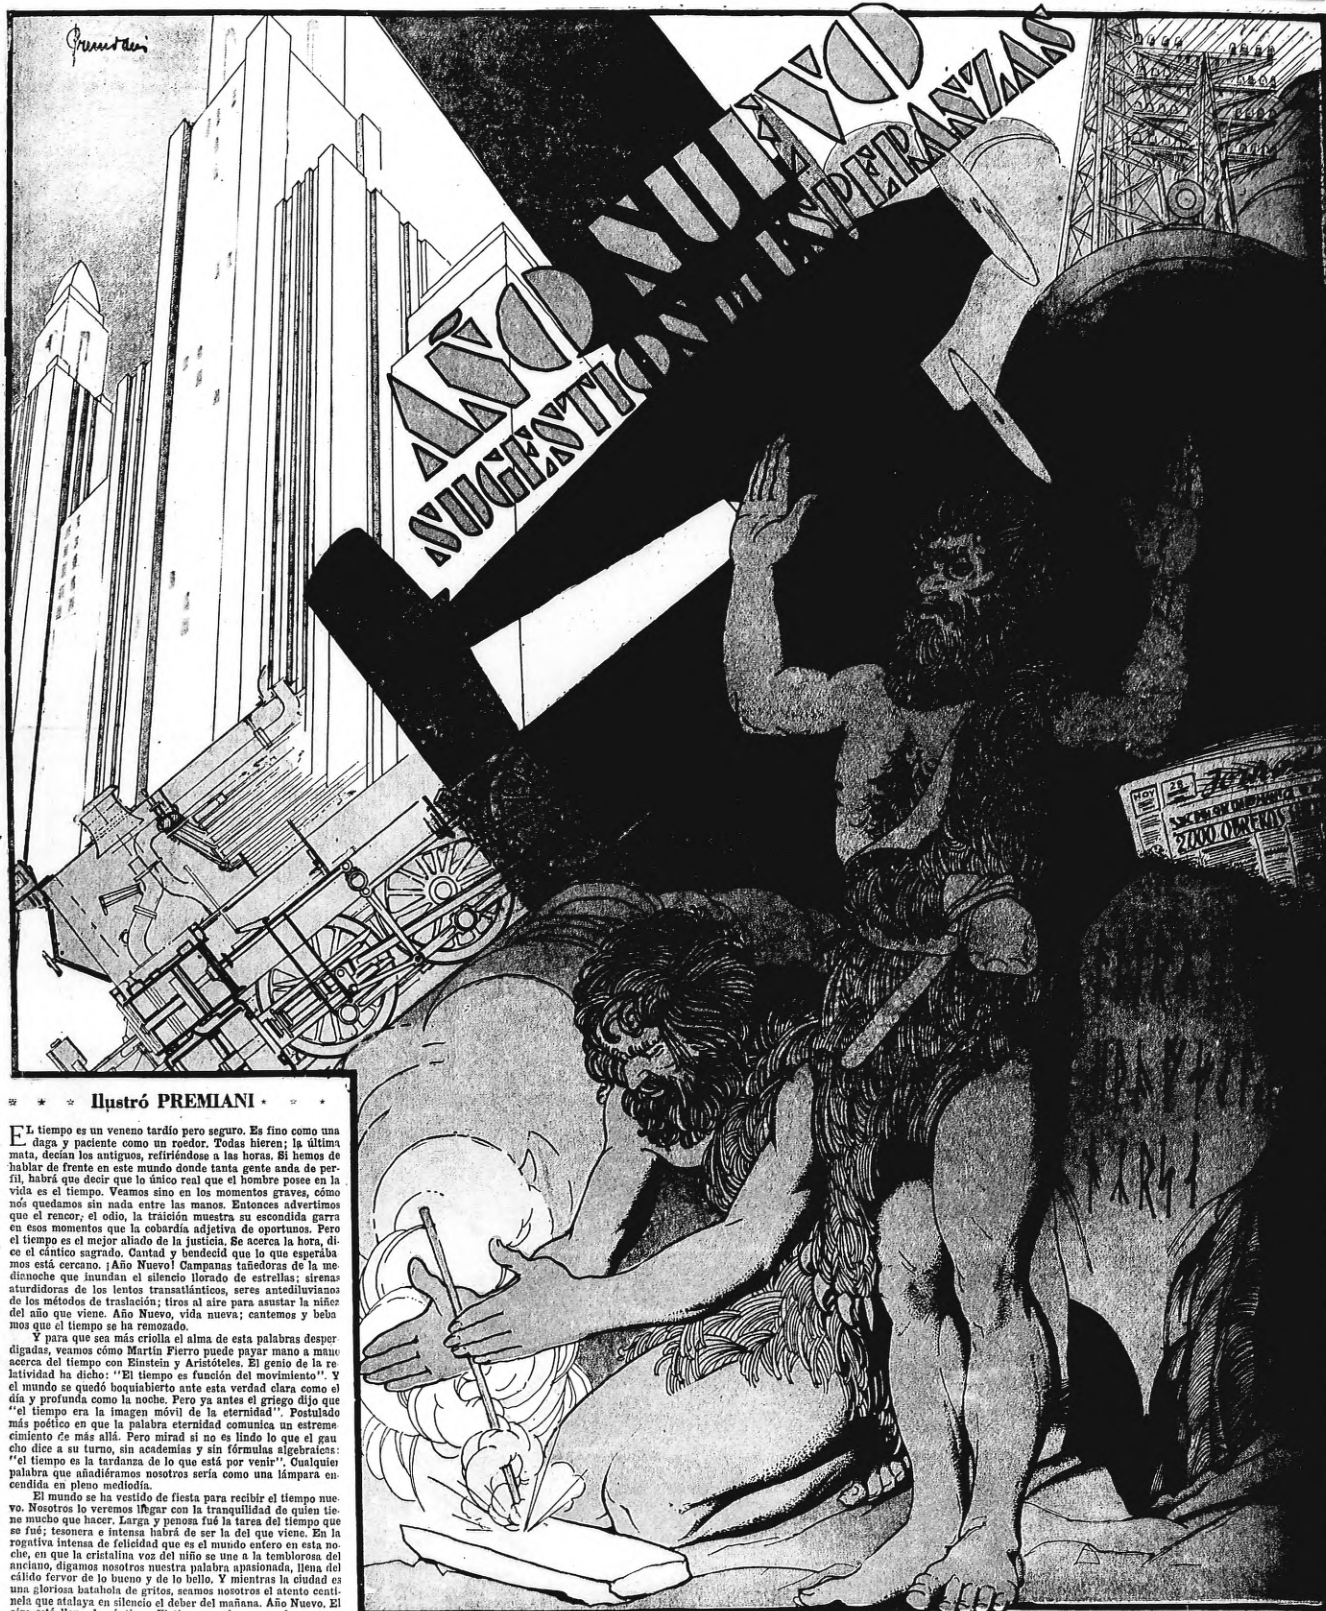 Premiani
AÑO NUEVO
SUGESTION DE ESPERANZAS
HOY
28
2000 OBREROS
Ilustró PREMIANI
EL tiempo es un veneno tardío pero seguro. Es fino como una
daga y paciente como un roedor. Todas hieren; la última
mata, decían los antiguos, refiriéndose a las horas. Si hemos de
hablar de frente en este mundo donde tanta gente anda de per-
fil, habrá que decir que lo único real que el hombre posee en la
vida es el tiempo. Veamos sino en los momentos graves, cómo
nos quedamos sin nada entre las manos. Entonces advertimos
que el rencor, el odio, la traición muestra su escondida garra
en esos momentos que la cobardía adjetiva de oportunos. Pero
el tiempo es el mejor aliado de la justicia. Se acerca la hora, di-
ce el cántico sagrado. Cantad y bendecid que lo que esperába
mos está cercano. ¡Año Nuevo! Campanas tañedoras de la me-
dianoche que inundan el silencio llorado de estrellas; sirenas
aturdidoras de los lentos transatlánticos, seres antediluvianos
de los métodos de traslación; tiros al aire para asustar la niñez
del año que viene. Año Nuevo, vida nueva; cantemos y beba
mos que el tiempo se ha remozado.
Y para que sea más criolla el alma de esta palabras desper-
digadas, veamos cómo Martín Fierro puede payar mano a mano
acerca del tiempo con Einstein y Aristóteles. El genio de la re-
latividad ha dicho: "El tiempo es función del movimiento". Y
el mundo se quedó boquiabierto ante esta verdad clara como el
día y profunda como la noche. Pero ya antes el griego dijo que
"el tiempo era la imagen móvil de la eternidad". Postulado
más poético en que la palabra eternidad comunica un estreme-
cimiento de más allá. Pero mirad si no es lindo lo que el gau
cho dice a su turno, sin academias y sin fórmulas algebraicas:
"el tiempo es la tardanza de lo que está por venir". Cualquier
palabra que añadiéramos nosotros sería como una lámpara en-
cendida en pleno mediodía.
El mundo se ha vestido de fiesta para recibir el tiempo nue-
vo. Nosotros lo veremos llegar con la tranquilidad de quien tie-
ne mucho que hacer. Larga y penosa fué la tarea del tiempo que
se fué; tesonera e intensa habrá de ser la del que viene. En la
rogativa intensa de felicidad que es el mundo entero en esta no-
che, en que la cristalina voz del niño se une a la temblorosa del
anciano, digamos nosotros nuestra palabra apasionada, llena del
cálido fervor de lo bueno y de lo bello. Y mientras la ciudad es
una gloriosa batahola de gritos, seamos nosotros el atento centi-
nela que atalaya en silencio el deber del mañana. Año Nuevo. El